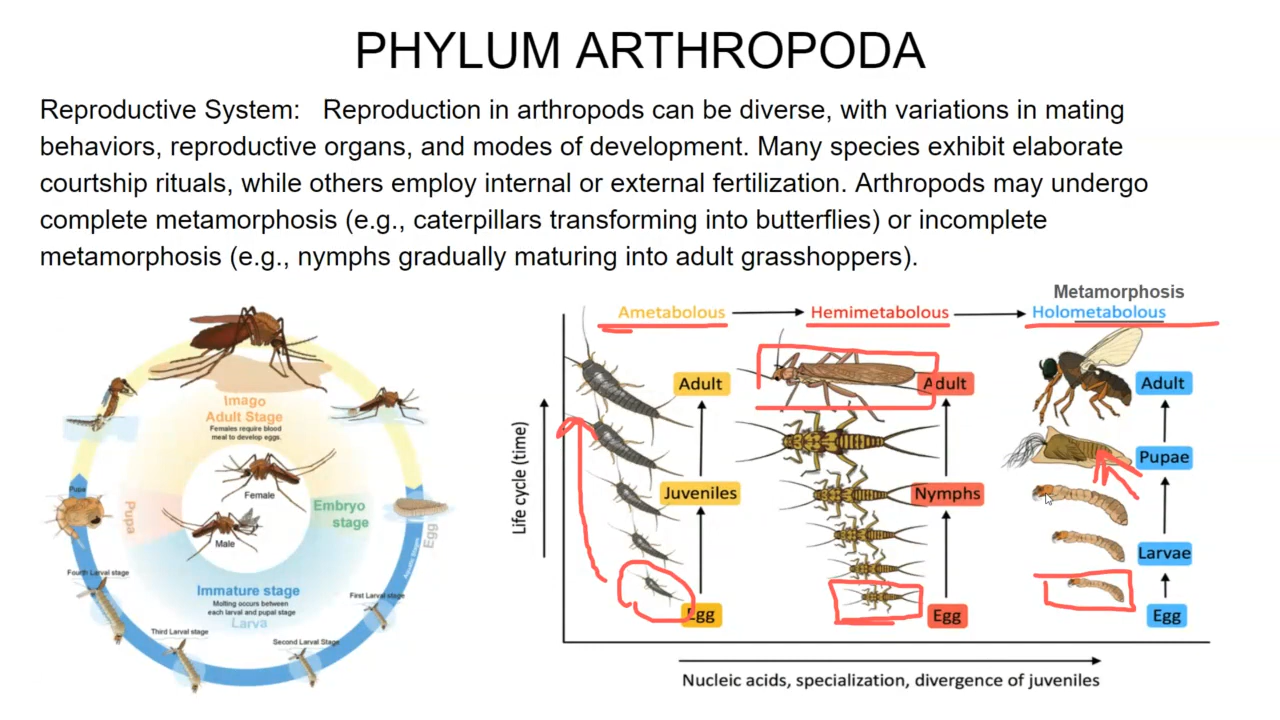 PHYLUM ARTHROPODA
Reproductive System: Reproduction in arthropods can be diverse, with variations in mating
behaviors, reproductive organs, and modes of development. Many species exhibit elaborate
courtship rituals, while others employ internal or external fertilization. Arthropods may undergo
complete metamorphosis (e.g., caterpillars transforming into butterflies) or incomplete
metamorphosis (e.g., nymphs gradually maturing into adult grasshoppers).
Imago
Adult Stage
Females require blood
meal to develop eggs.
Female
Male
Embryo
stage
Egg
Pupe
Pupa
Immature stage
Molting occurs between
each larval and pupal stage
Larva
Fourth Larval stage
Third Larval stage
Second Larval Stage
First Larval stage
Metamorphosis
Ametabolous
Hemimetabolous
Holometabolous
Life cycle (time)
Adult
Juveniles
Egg
Adult
Nymphs
Egg
Adult
Pupae
Larvae
Egg
Nucleic acids, specialization, divergence of juveniles